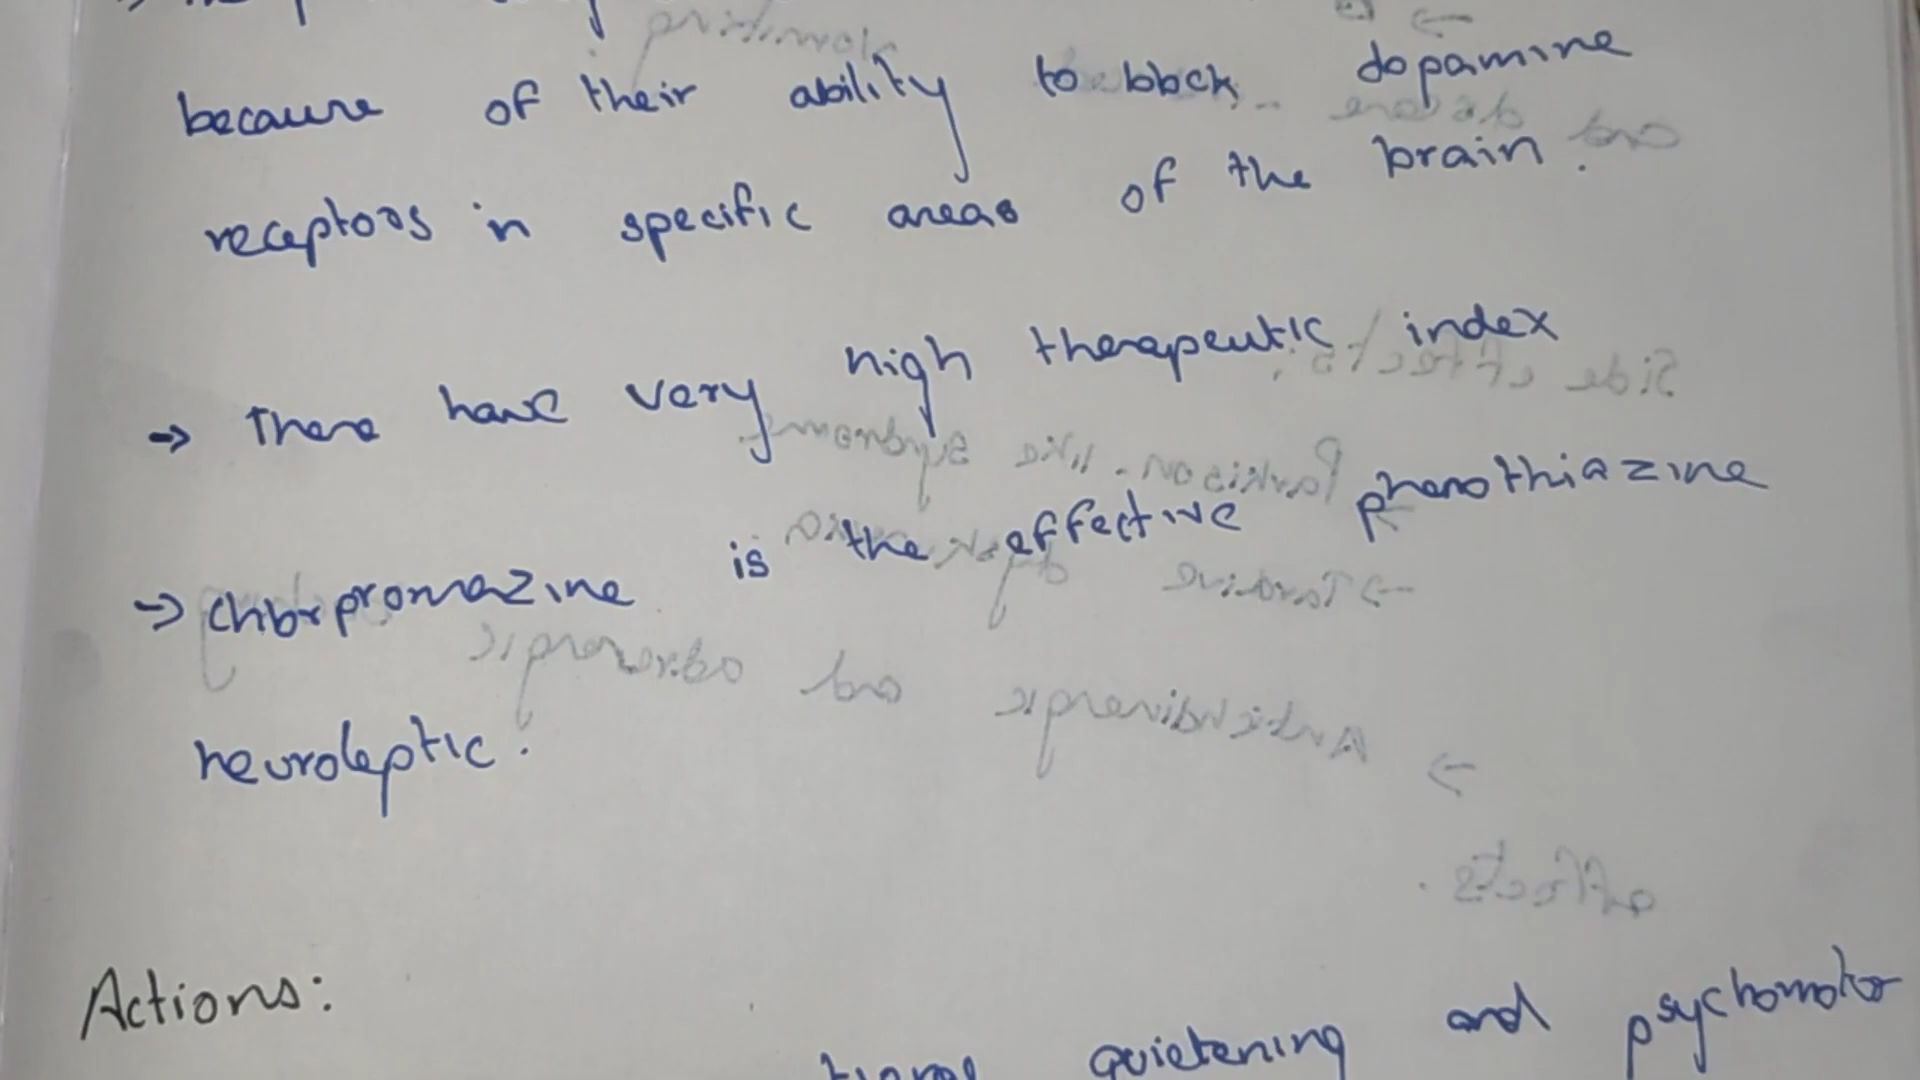 because of their ability to block dopamine
receptors in specific areas of the brain.
→ There have very high therapeutic index
→ chlorpromazine is the effective phenothiazine
neuroleptic.
Actions:
quietening and psychomotor